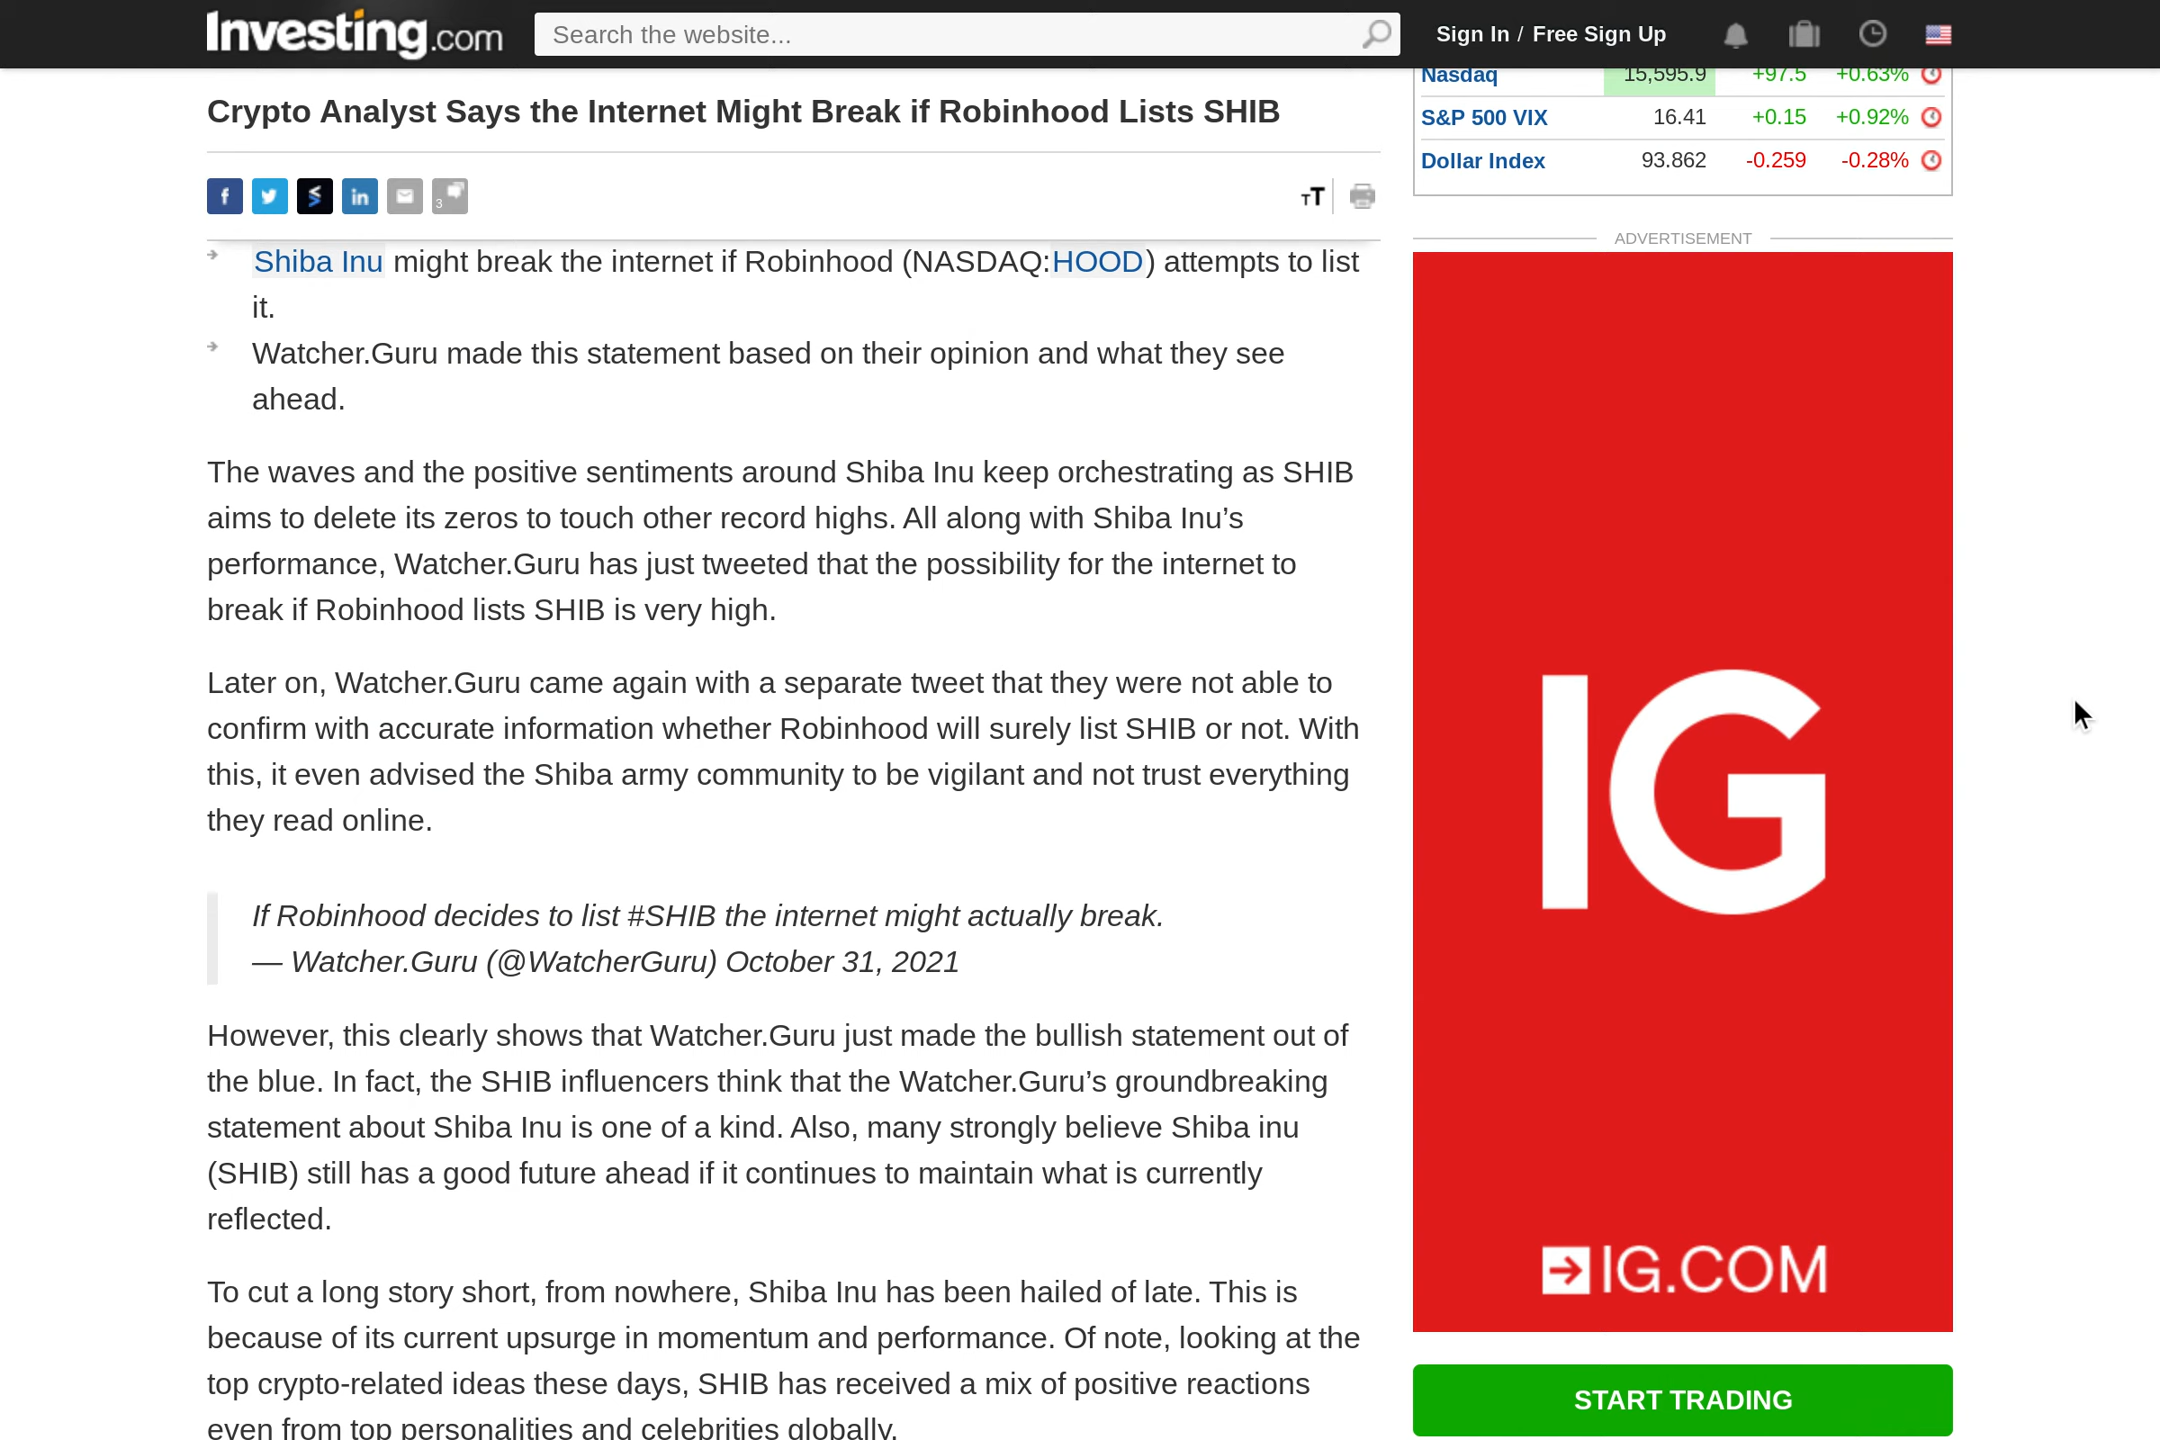 Investing.com
Search the website...
Sign In / Free Sign Up
Nasdaq 15,595.9 +97.5 +0.63%
S&P 500 VIX 16.41 +0.15 +0.92%
Dollar Index 93.862 -0.259 -0.28%
Crypto Analyst Says the Internet Might Break if Robinhood Lists SHIB
3
TT
Shiba Inu might break the internet if Robinhood (NASDAQ:HOOD) attempts to list
it.
Watcher.Guru made this statement based on their opinion and what they see
ahead.
The waves and the positive sentiments around Shiba Inu keep orchestrating as SHIB
aims to delete its zeros to touch other record highs. All along with Shiba Inu’s
performance, Watcher.Guru has just tweeted that the possibility for the internet to
break if Robinhood lists SHIB is very high.
Later on, Watcher.Guru came again with a separate tweet that they were not able to
confirm with accurate information whether Robinhood will surely list SHIB or not. With
this, it even advised the Shiba army community to be vigilant and not trust everything
they read online.
If Robinhood decides to list #SHIB the internet might actually break.
— Watcher.Guru (@WatcherGuru) October 31, 2021
However, this clearly shows that Watcher.Guru just made the bullish statement out of
the blue. In fact, the SHIB influencers think that the Watcher.Guru’s groundbreaking
statement about Shiba Inu is one of a kind. Also, many strongly believe Shiba inu
(SHIB) still has a good future ahead if it continues to maintain what is currently
reflected.
To cut a long story short, from nowhere, Shiba Inu has been hailed of late. This is
because of its current upsurge in momentum and performance. Of note, looking at the
top crypto-related ideas these days, SHIB has received a mix of positive reactions
even from top personalities and celebrities globally.
ADVERTISEMENT
IG
IG.COM
START TRADING